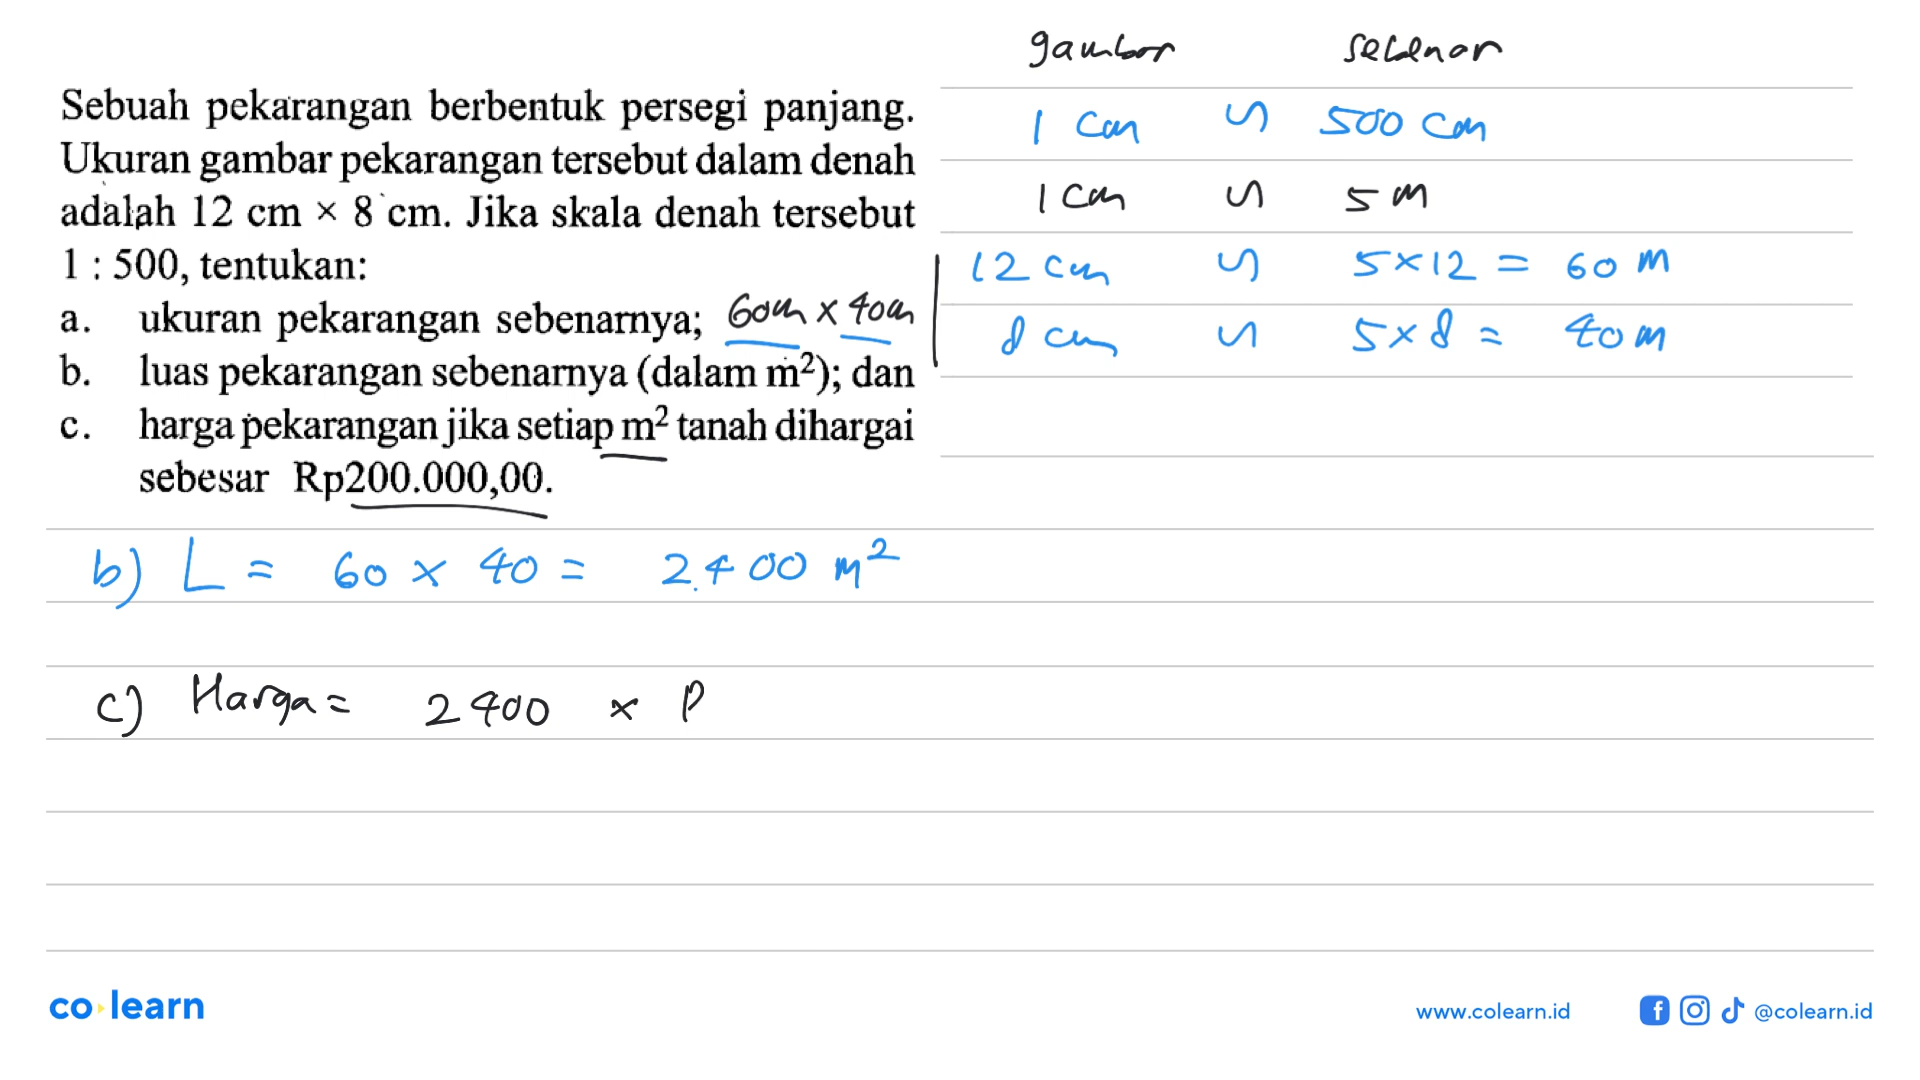 Sebuah pekarangan berbentuk persegi panjang.
Ukuran gambar pekarangan tersebut dalam denah
adalah 12 cm × 8 cm. Jika skala denah tersebut
1 : 500, tentukan:
a. ukuran pekarangan sebenarnya; 60m × 40m
b. luas pekarangan sebenarnya (dalam m²); dan
c. harga pekarangan jika setiap m² tanah dihargai
sebesar Rp200.000,00.
gambar sebenar
1 cm ∽ 500 cm
1 cm ∽ 5 m
12 cm ∽ 5 × 12 = 60 m
8 cm ∽ 5 × 8 = 40 m
b) L = 60 × 40 = 2.400 m²
c) Harga = 2400 × P
co learn
www.colearn.id
@colearn.id